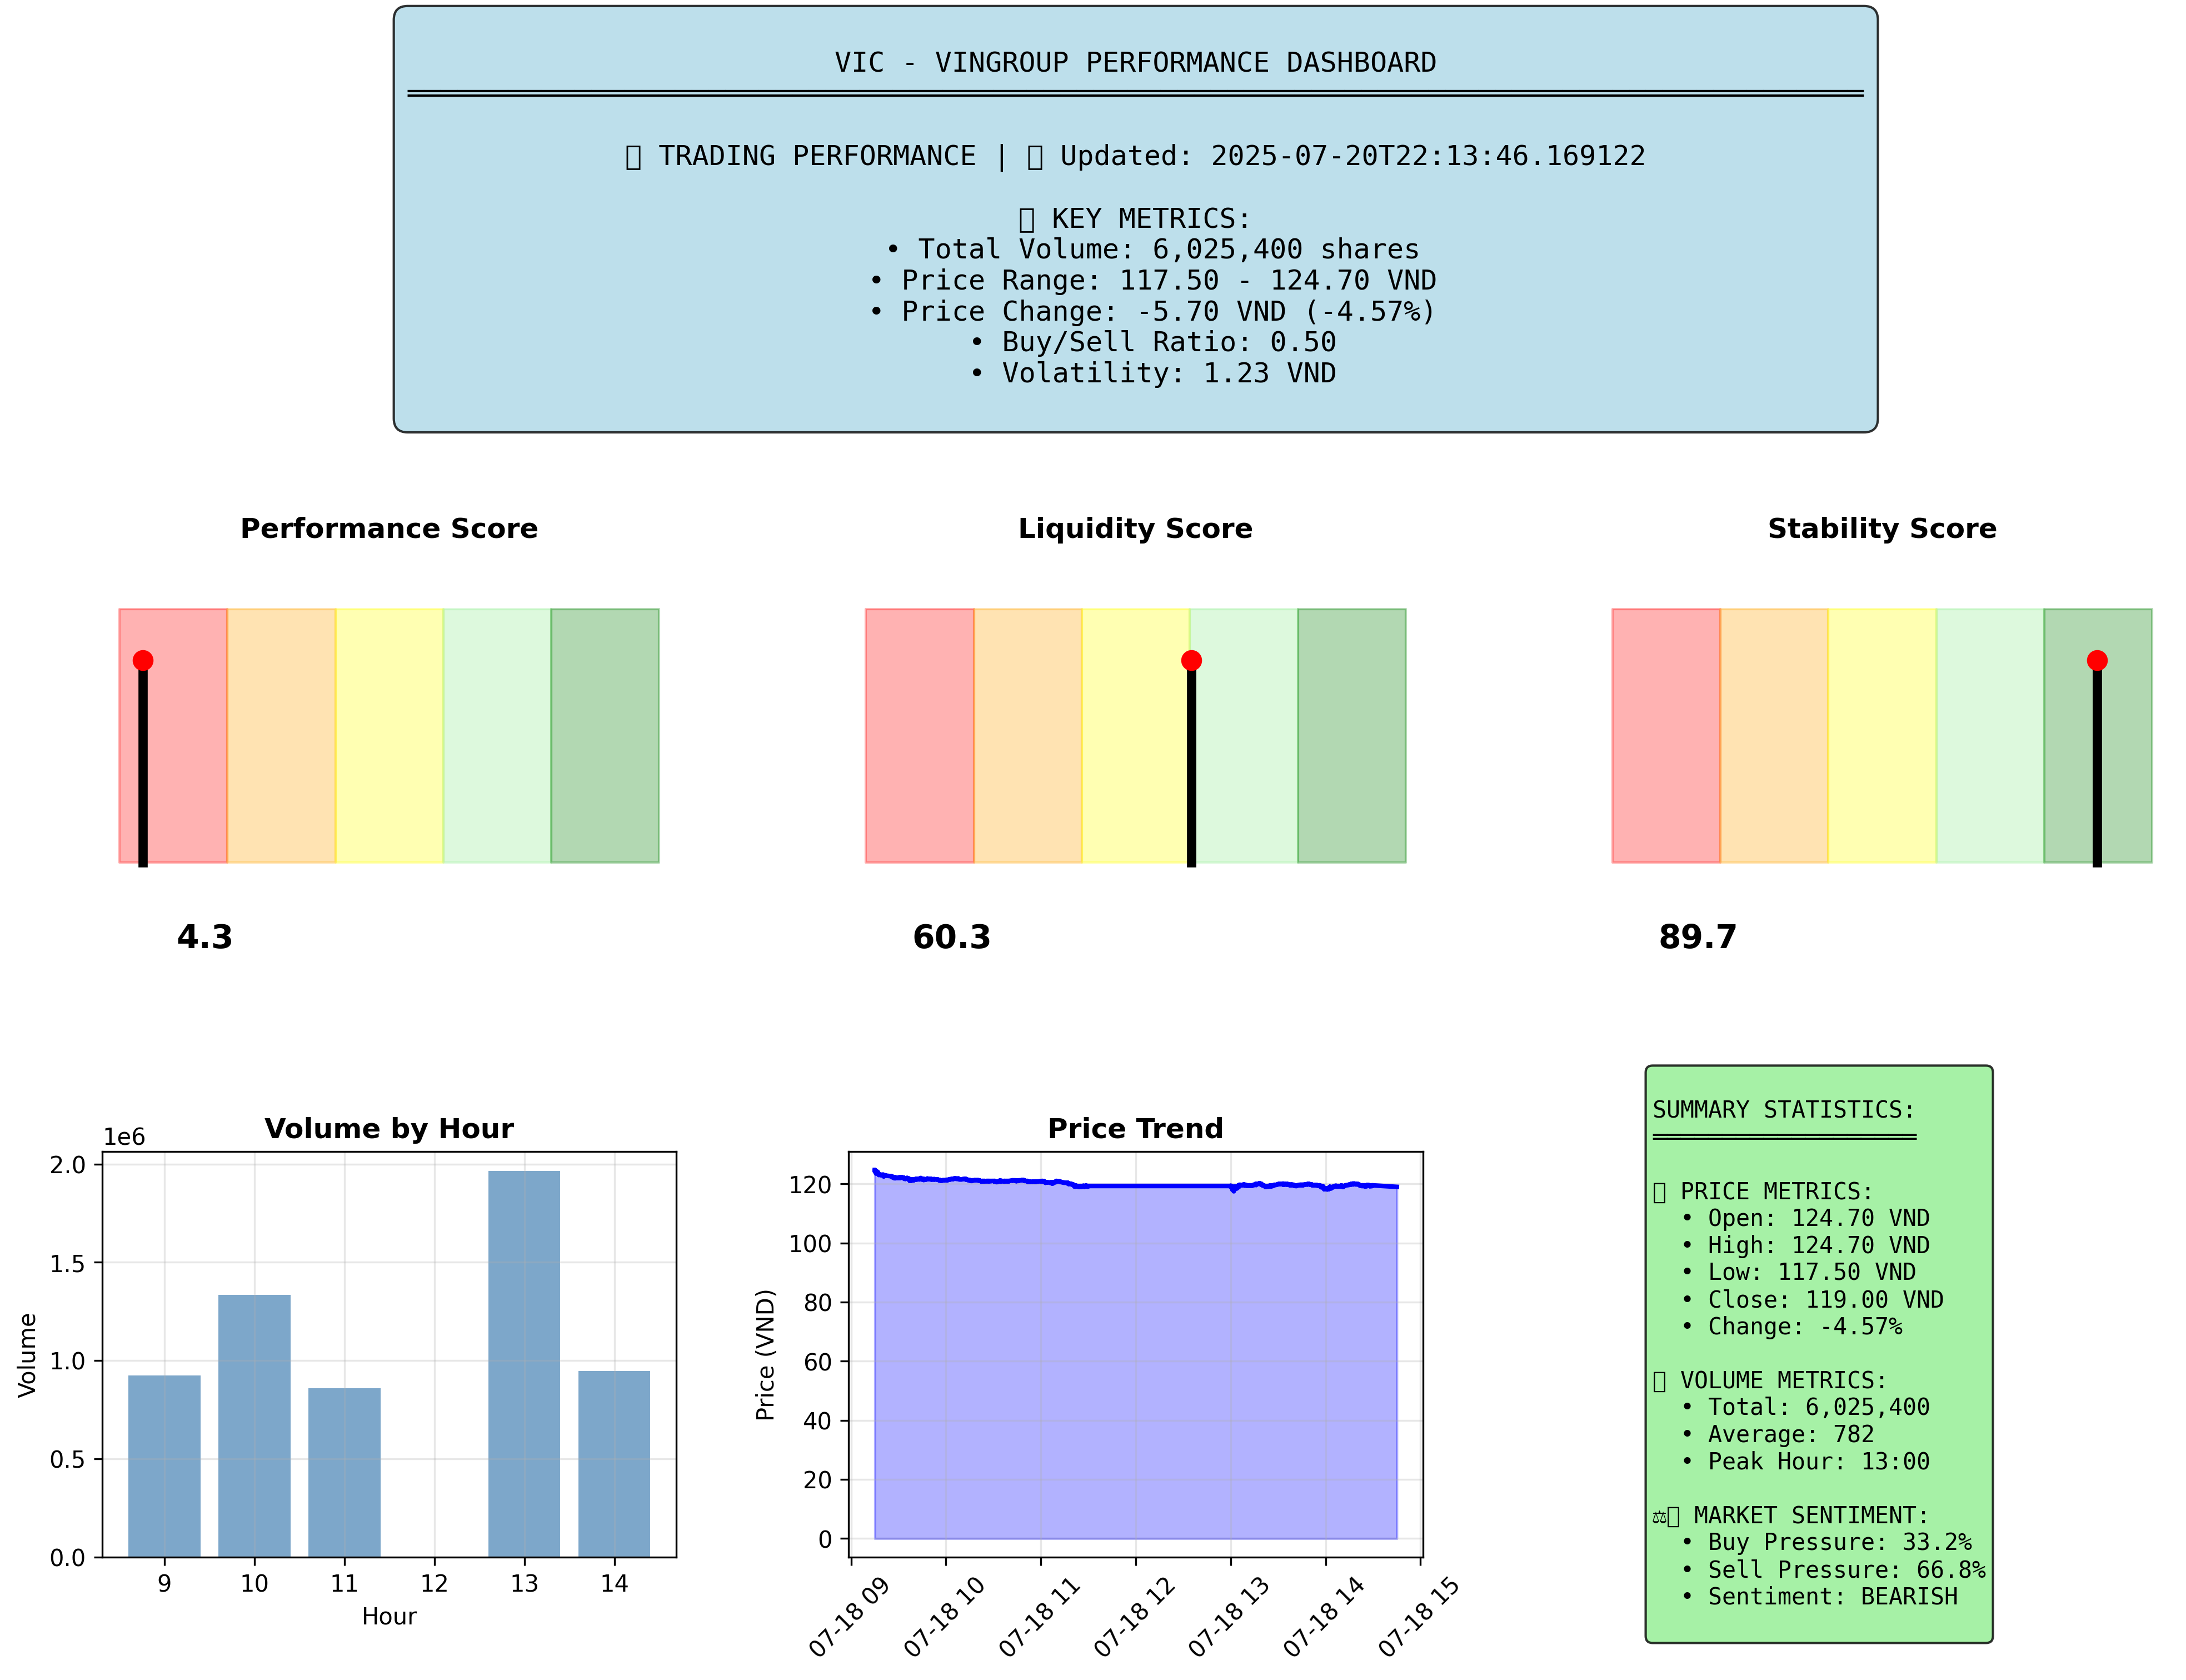 VIC - VINGROUP PERFORMANCE DASHBOARD
TRADING PERFORMANCE | Updated: 2025-07-20T22:13:46.169122
KEY METRICS:
• Total Volume: 6,025,400 shares
• Price Range: 117.50 - 124.70 VND
• Price Change: -5.70 VND (-4.57%)
• Buy/Sell Ratio: 0.50
• Volatility: 1.23 VND
Performance Score
4.3
Liquidity Score
60.3
Stability Score
89.7
Volume by Hour
1e6
2.0
1.5
1.0
0.5
0.0
Volume
9 10 11 12 13 14
Hour
Price Trend
120
100
80
60
40
20
0
Price (VND)
07-18 09
07-18 10
07-18 11
07-18 12
07-18 13
07-18 14
07-18 15
SUMMARY STATISTICS:
PRICE METRICS:
• Open: 124.70 VND
• High: 124.70 VND
• Low: 117.50 VND
• Close: 119.00 VND
• Change: -4.57%
VOLUME METRICS:
• Total: 6,025,400
• Average: 782
• Peak Hour: 13:00
⚖ MARKET SENTIMENT:
• Buy Pressure: 33.2%
• Sell Pressure: 66.8%
• Sentiment: BEARISH